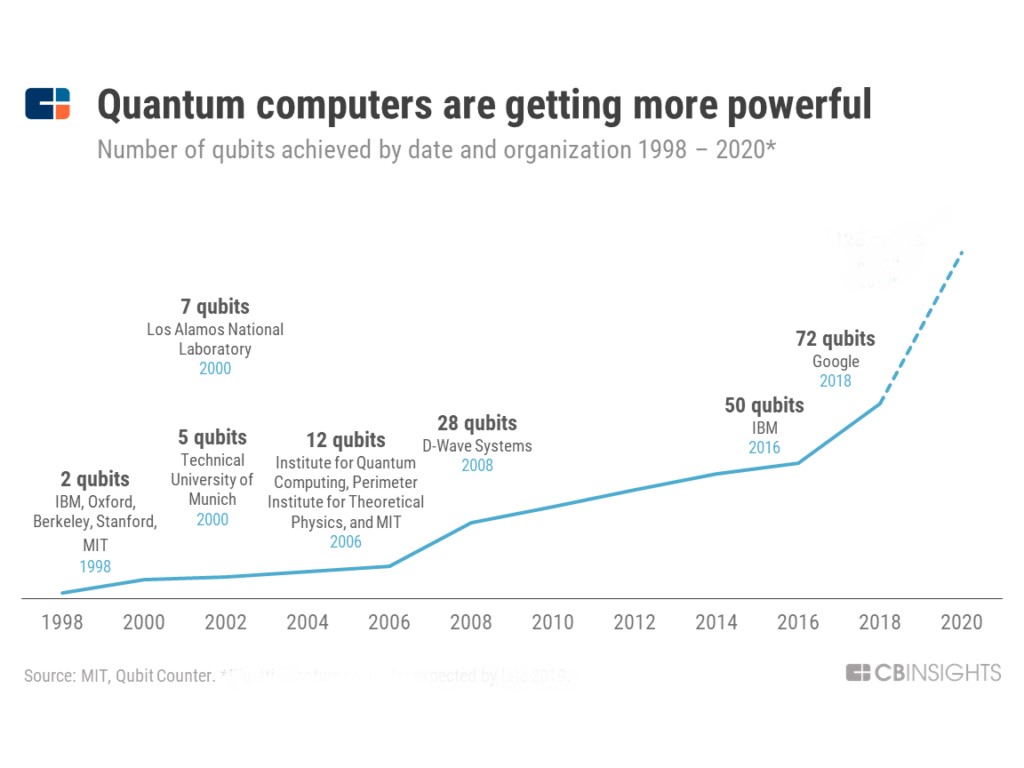 Quantum computers are getting more powerful
Number of qubits achieved by date and organization 1998 – 2020*
7 qubits
Los Alamos National
Laboratory
2000
72 qubits
Google
2018
50 qubits
IBM
2016
28 qubits
D-Wave Systems
2008
12 qubits
Institute for Quantum
Computing, Perimeter
Institute for Theoretical
Physics, and MIT
2006
5 qubits
Technical
University of
Munich
2000
2 qubits
IBM, Oxford,
Berkeley, Stanford,
MIT
1998
1998 2000 2002 2004 2006 2008 2010 2012 2014 2016 2018 2020
Source: MIT, Qubit Counter. expected by
CBINSIGHTS